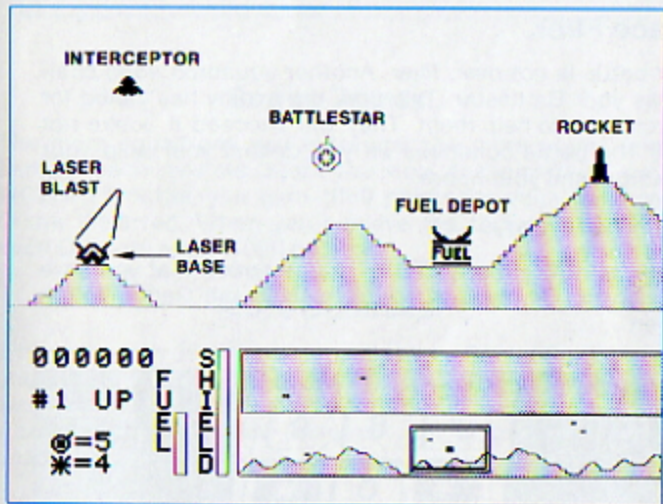 INTERCEPTOR
BATTLESTAR
ROCKET
LASER
BLAST
FUEL DEPOT
LASER
BASE
FUEL
000000
#1 UP
FUEL
SHIELD
@=5
*=4